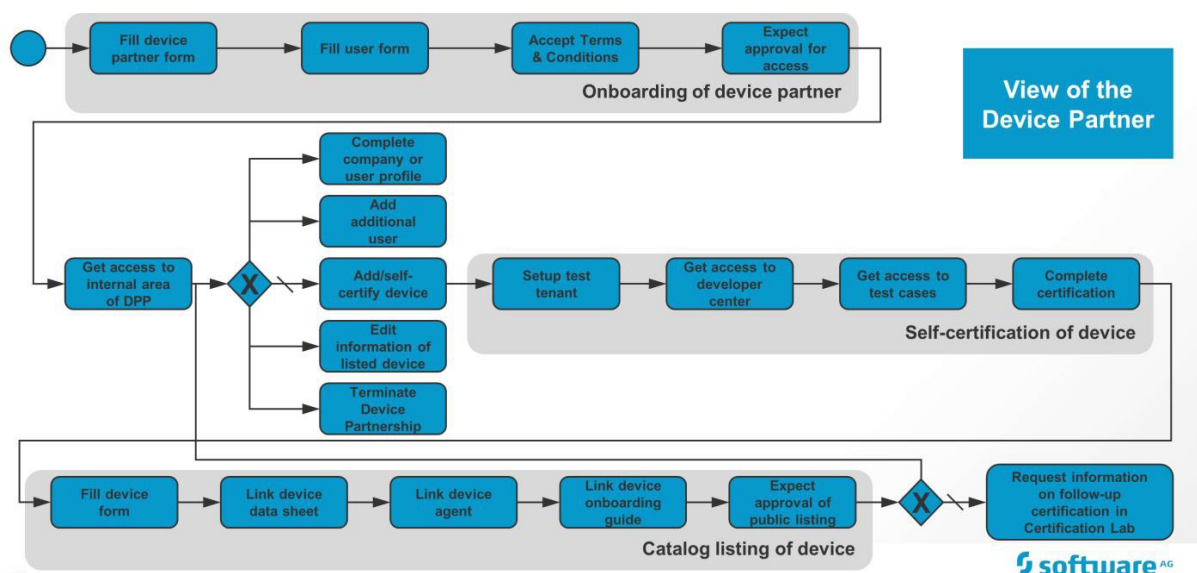 Fill device
partner form
Fill user form
Accept Terms
& Conditions
Expect
approval for
access
Onboarding of device partner
View of the
Device Partner
Complete
company or
user profile
Add
additional
user
Get access to
internal area
of DPP
X
Add/self-
certify device
Setup test
tenant
Get access to
developer
center
Get access to
test cases
Complete
certification
Self-certification of device
Edit
information of
listed device
Terminate
Device
Partnership
Fill device
form
Link device
data sheet
Link device
agent
Link device
onboarding
guide
Expect
approval of
public listing
X
Request information
on follow-up
certification in
Certification Lab
Catalog listing of device
software AG